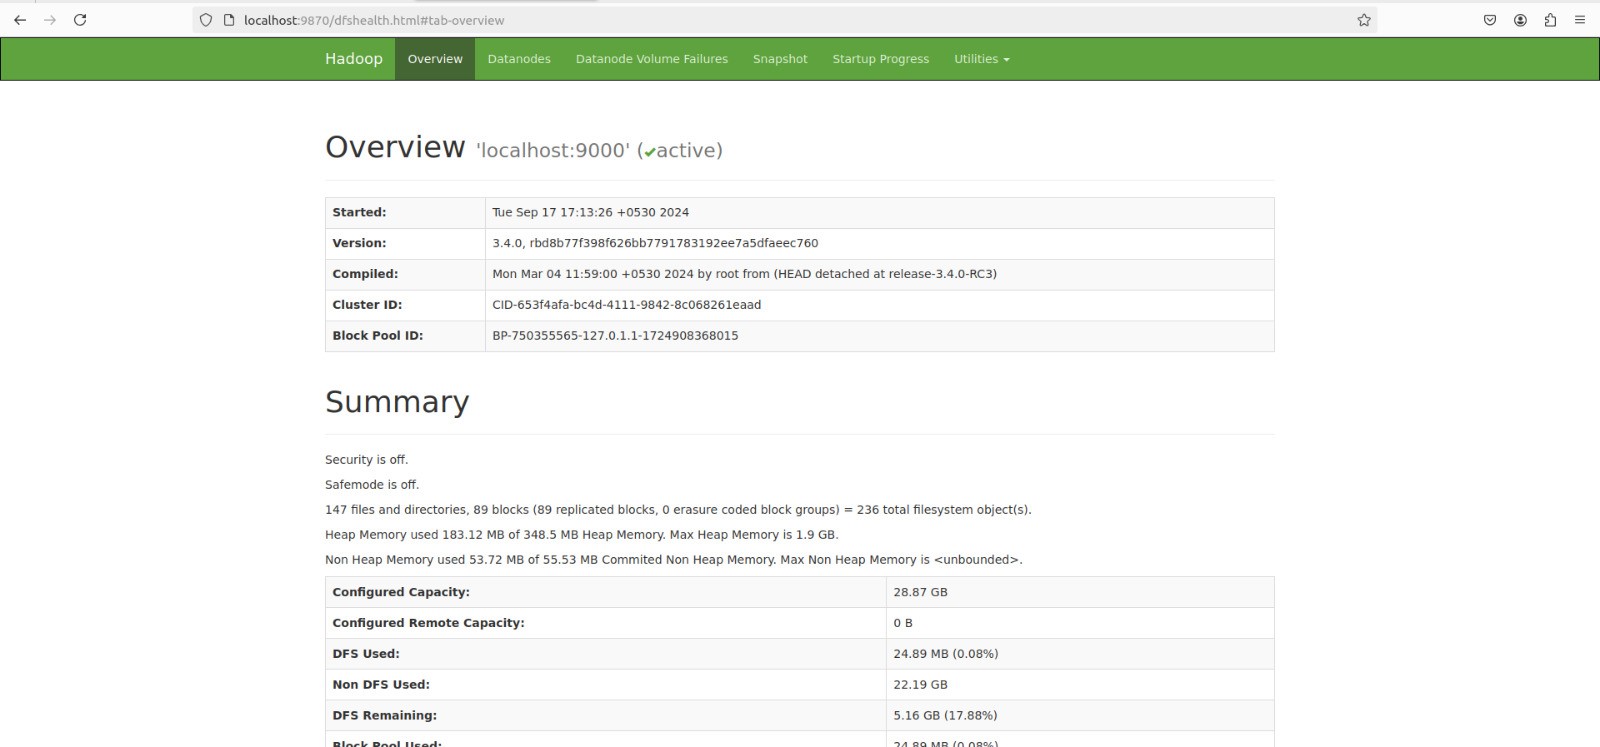 localhost:9870/dfshealth.html#tab-overview
Hadoop Overview Datanodes Datanode Volume Failures Snapshot Startup Progress Utilities
Overview 'localhost:9000' (✔active)
Started: Tue Sep 17 17:13:26 +0530 2024
Version: 3.4.0, rbd8b77f398f626bb7791783192ee7a5dfaeec760
Compiled: Mon Mar 04 11:59:00 +0530 2024 by root from (HEAD detached at release-3.4.0-RC3)
Cluster ID: CID-653f4afa-bc4d-4111-9842-8c068261eaad
Block Pool ID: BP-750355565-127.0.1.1-1724908368015
Summary
Security is off.
Safemode is off.
147 files and directories, 89 blocks (89 replicated blocks, 0 erasure coded block groups) = 236 total filesystem object(s).
Heap Memory used 183.12 MB of 348.5 MB Heap Memory. Max Heap Memory is 1.9 GB.
Non Heap Memory used 53.72 MB of 55.53 MB Commited Non Heap Memory. Max Non Heap Memory is <unbounded>.
Configured Capacity: 28.87 GB
Configured Remote Capacity: 0 B
DFS Used: 24.89 MB (0.08%)
Non DFS Used: 22.19 GB
DFS Remaining: 5.16 GB (17.88%)
Block Pool Used: 24.89 MB (0.08%)